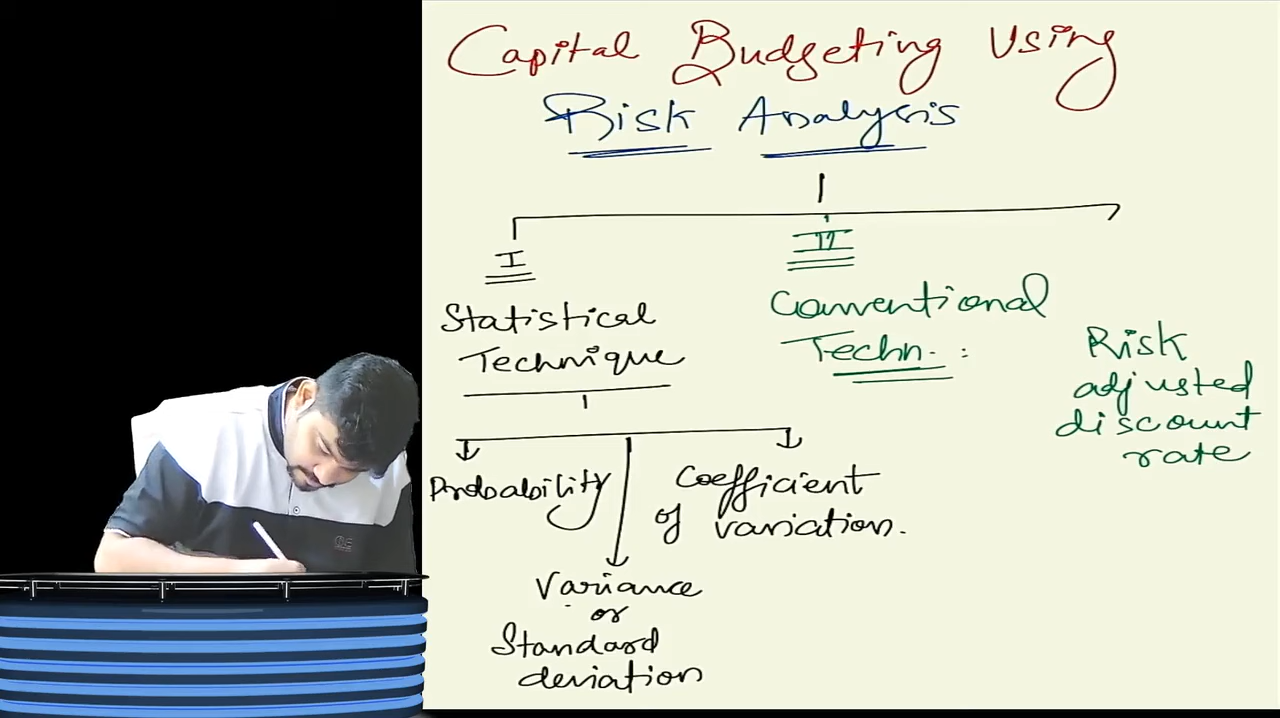 Capital Budgeting Using
Risk Analysis
I
II
Statistical
Technique
Conventional
Techn. :
Risk
adjusted
discount
rate
Probability
Coefficient
of variation.
Variance
or
Standard
deviation